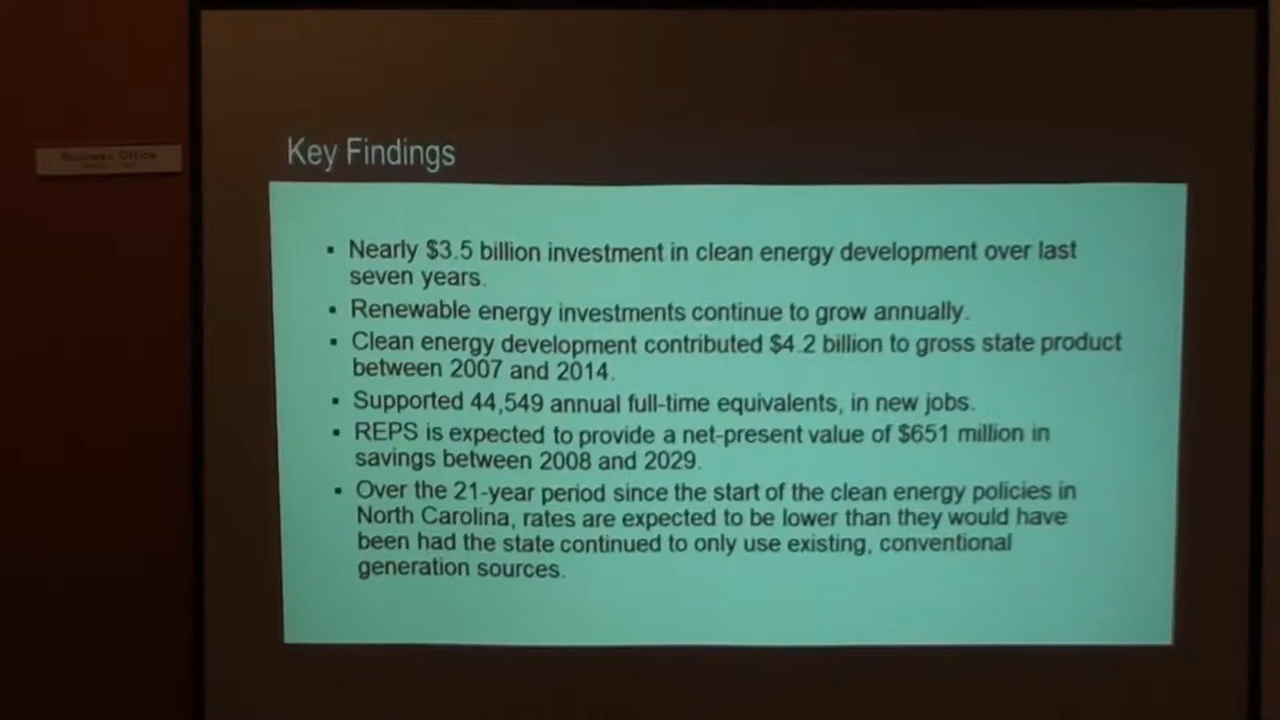 Business Office
Key Findings
▪ Nearly $3.5 billion investment in clean energy development over last
seven years.
▪ Renewable energy investments continue to grow annually.
▪ Clean energy development contributed $4.2 billion to gross state product
between 2007 and 2014.
▪ Supported 44,549 annual full-time equivalents, in new jobs.
▪ REPS is expected to provide a net-present value of $651 million in
savings between 2008 and 2029.
▪ Over the 21-year period since the start of the clean energy policies in
North Carolina, rates are expected to be lower than they would have
been had the state continued to only use existing, conventional
generation sources.